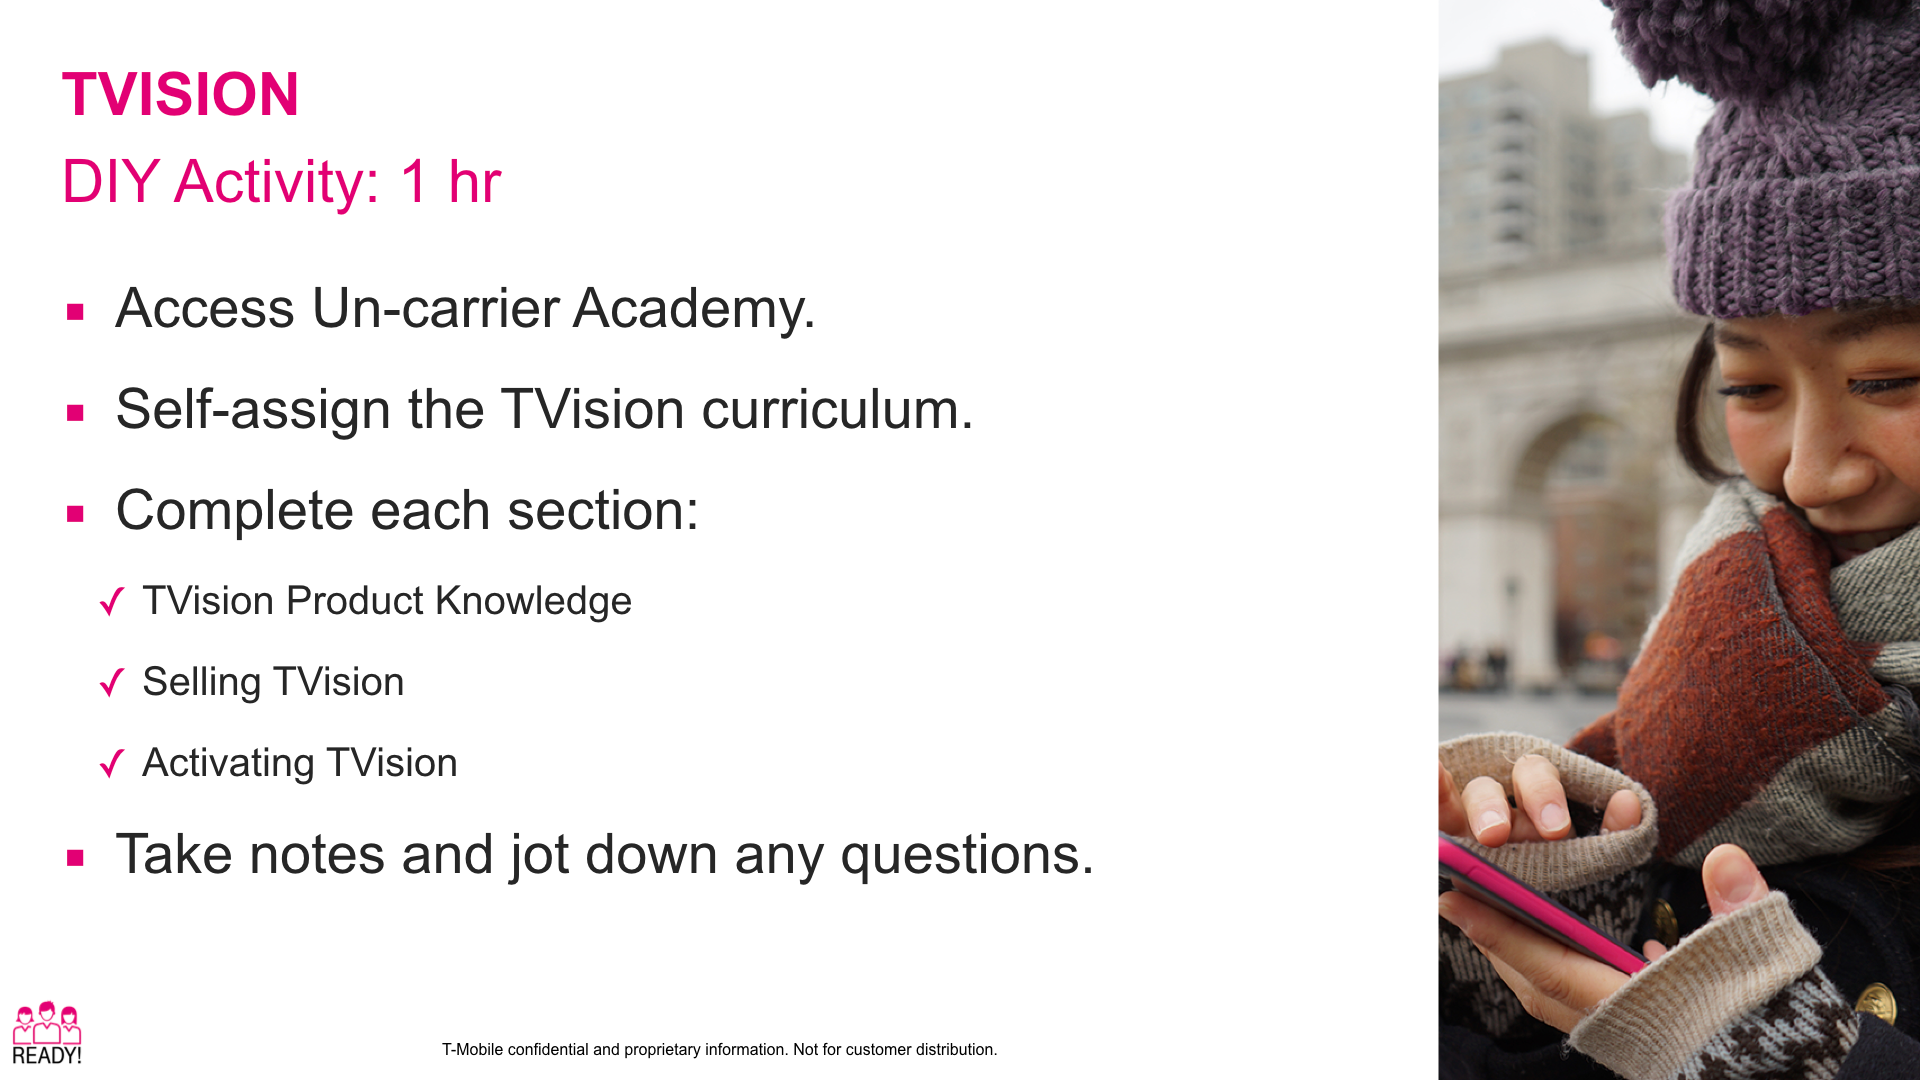 TVISION
DIY Activity: 1 hr
Access Un-carrier Academy.
Self-assign the TVision curriculum.
Complete each section:
TVision Product Knowledge
Selling TVision
Activating TVision
Take notes and jot down any questions.
READY!
T-Mobile confidential and proprietary information. Not for customer distribution.